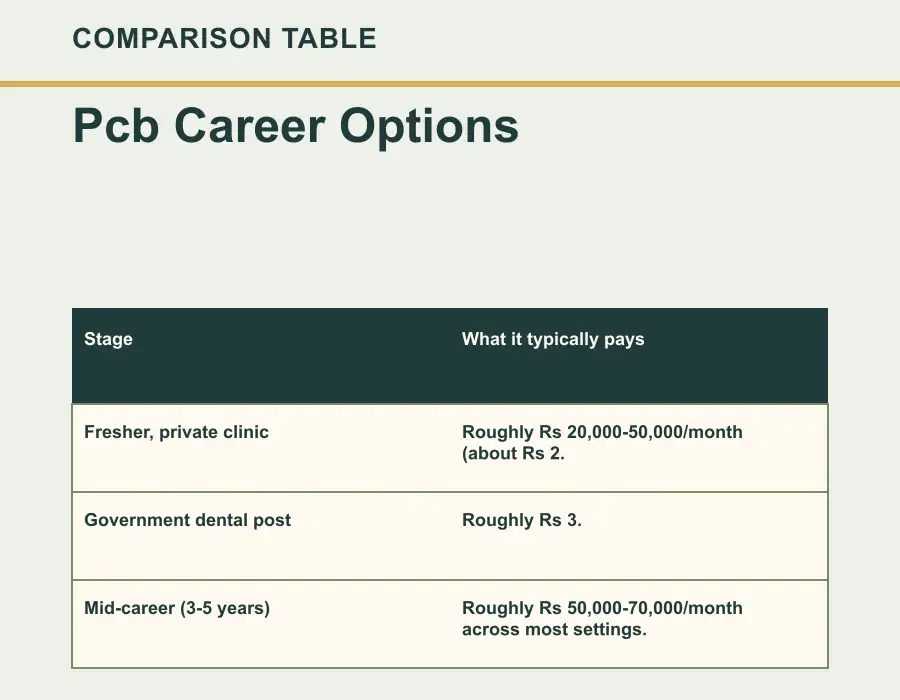 COMPARISON TABLE
Pcb Career Options
Stage
What it typically pays
Fresher, private clinic
Roughly Rs 20,000-50,000/month
(about Rs 2.
Government dental post
Roughly Rs 3.
Mid-career (3-5 years)
Roughly Rs 50,000-70,000/month
across most settings.